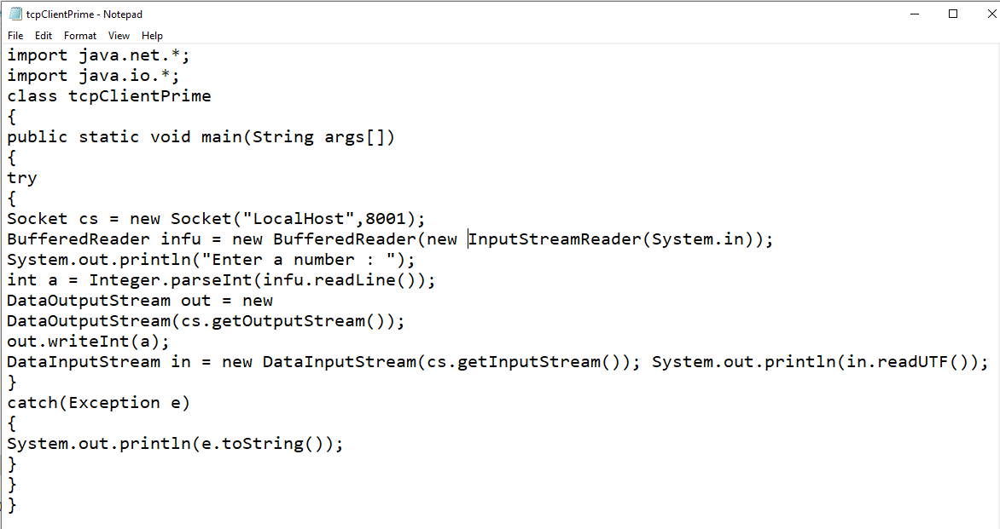 tcpClientPrime - Notepad
File Edit Format View Help
import java.net.*;
import java.io.*;
class tcpClientPrime
{
public static void main(String args[])
{
try
{
Socket cs = new Socket("LocalHost",8001);
BufferedReader infu = new BufferedReader(new InputStreamReader(System.in));
System.out.println("Enter a number : ");
int a = Integer.parseInt(infu.readLine());
DataOutputStream out = new
DataOutputStream(cs.getOutputStream());
out.writeInt(a);
DataInputStream in = new DataInputStream(cs.getInputStream()); System.out.println(in.readUTF());
}
catch(Exception e)
{
System.out.println(e.toString());
}
}
}